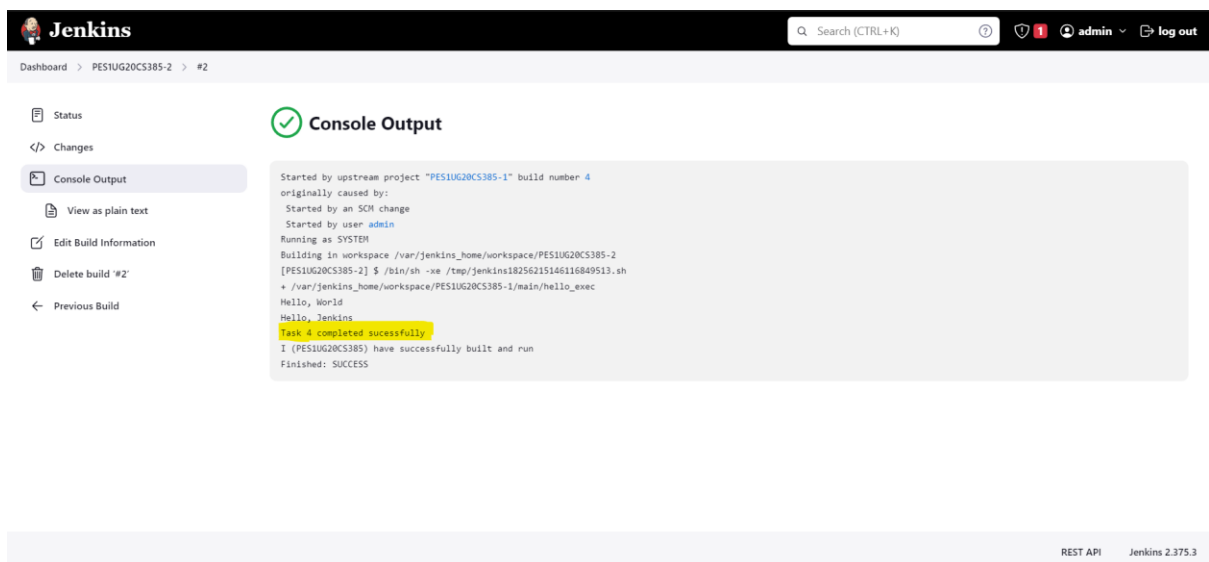 Jenkins
Search (CTRL+K)
1
admin
log out
Dashboard > PES1UG20CS385-2 > #2
Status
Changes
Console Output
View as plain text
Edit Build Information
Delete build '#2'
Previous Build
Console Output
Started by upstream project "PES1UG20CS385-1" build number 4
originally caused by:
Started by an SCM change
Started by user admin
Running as SYSTEM
Building in workspace /var/jenkins_home/workspace/PES1UG20CS385-2
[PES1UG20CS385-2] $ /bin/sh -xe /tmp/jenkins18256215146116849513.sh
+ /var/jenkins_home/workspace/PES1UG20CS385-1/main/hello_exec
Hello, World
Hello, Jenkins
Task 4 completed sucessfully
I (PES1UG20CS385) have successfully built and run
Finished: SUCCESS
REST API
Jenkins 2.375.3